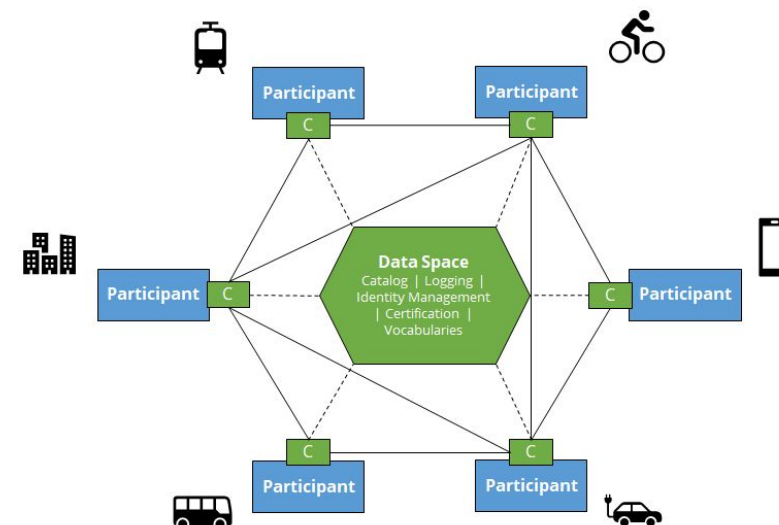 Participant
Participant
C
C
Data Space
Catalog | Logging |
Identity Management
| Certification |
Vocabularies
Participant
C
C
Participant
C
C
Participant
Participant